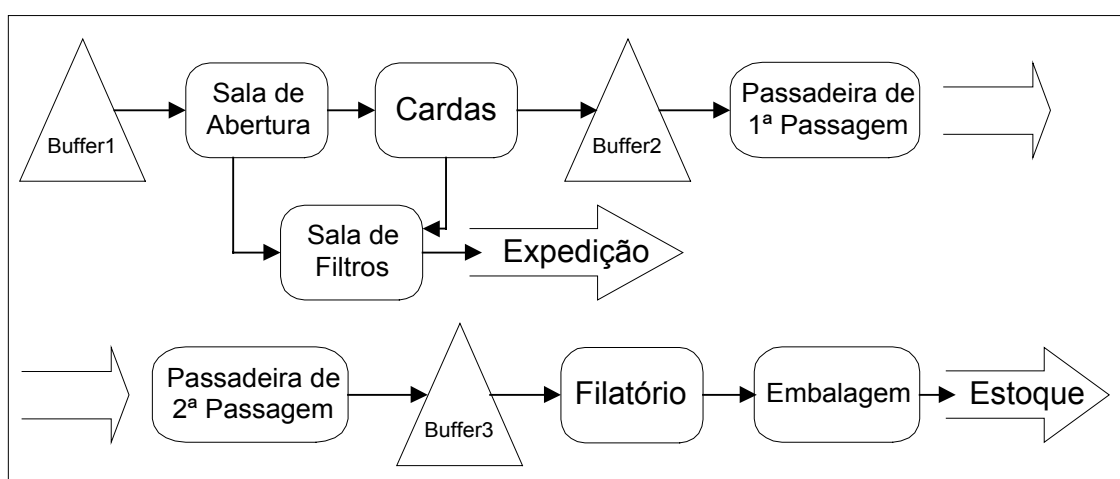 Buffer1
Sala de
Abertura
Cardas
Buffer2
Passadeira de
1ª Passagem
Sala de
Filtros
Expedição
Passadeira de
2ª Passagem
Buffer3
Filatório
Embalagem
Estoque